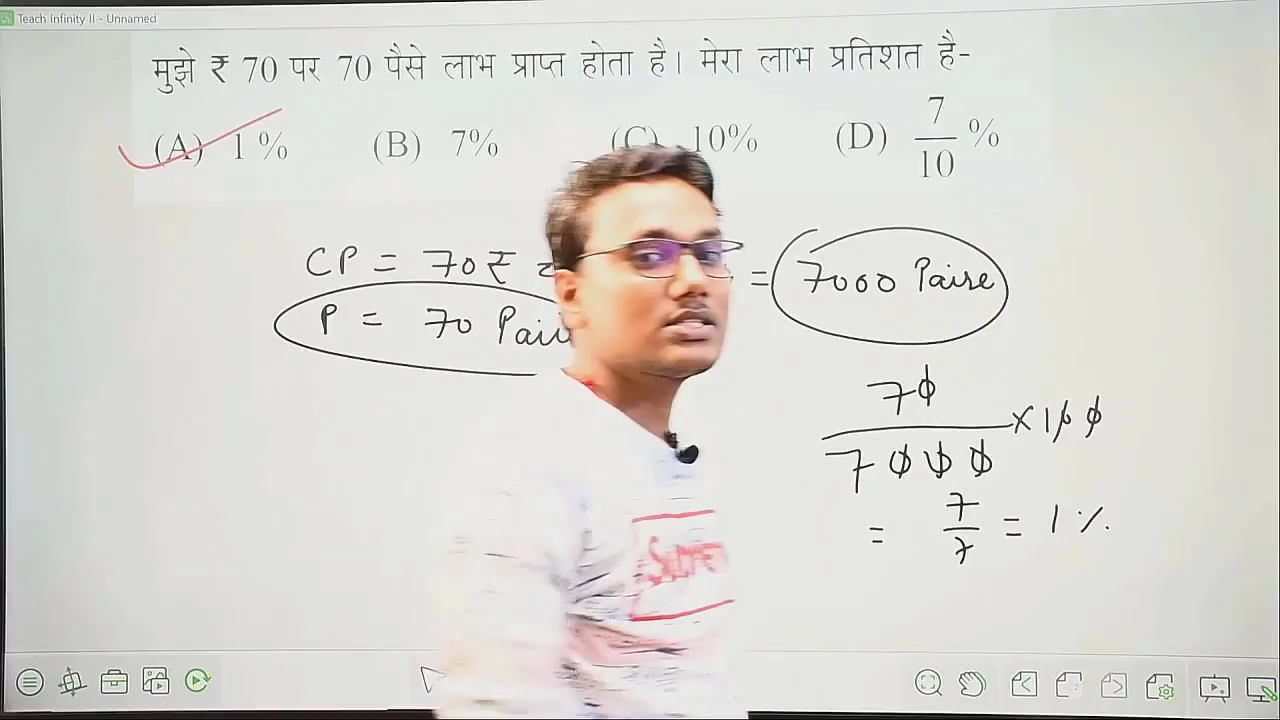 Teach Infinity II - Unnamed
मुझे ₹ 70 पर 70 पैसे लाभ प्राप्त होता है। मेरा लाभ प्रतिशत है-
(A) 1% (B) 7% (C) 10% (D) 7/10 %
CP = 70 ₹ = = 7000 Paise
P = 70
70/7000 × 100
= 7/7 = 1%